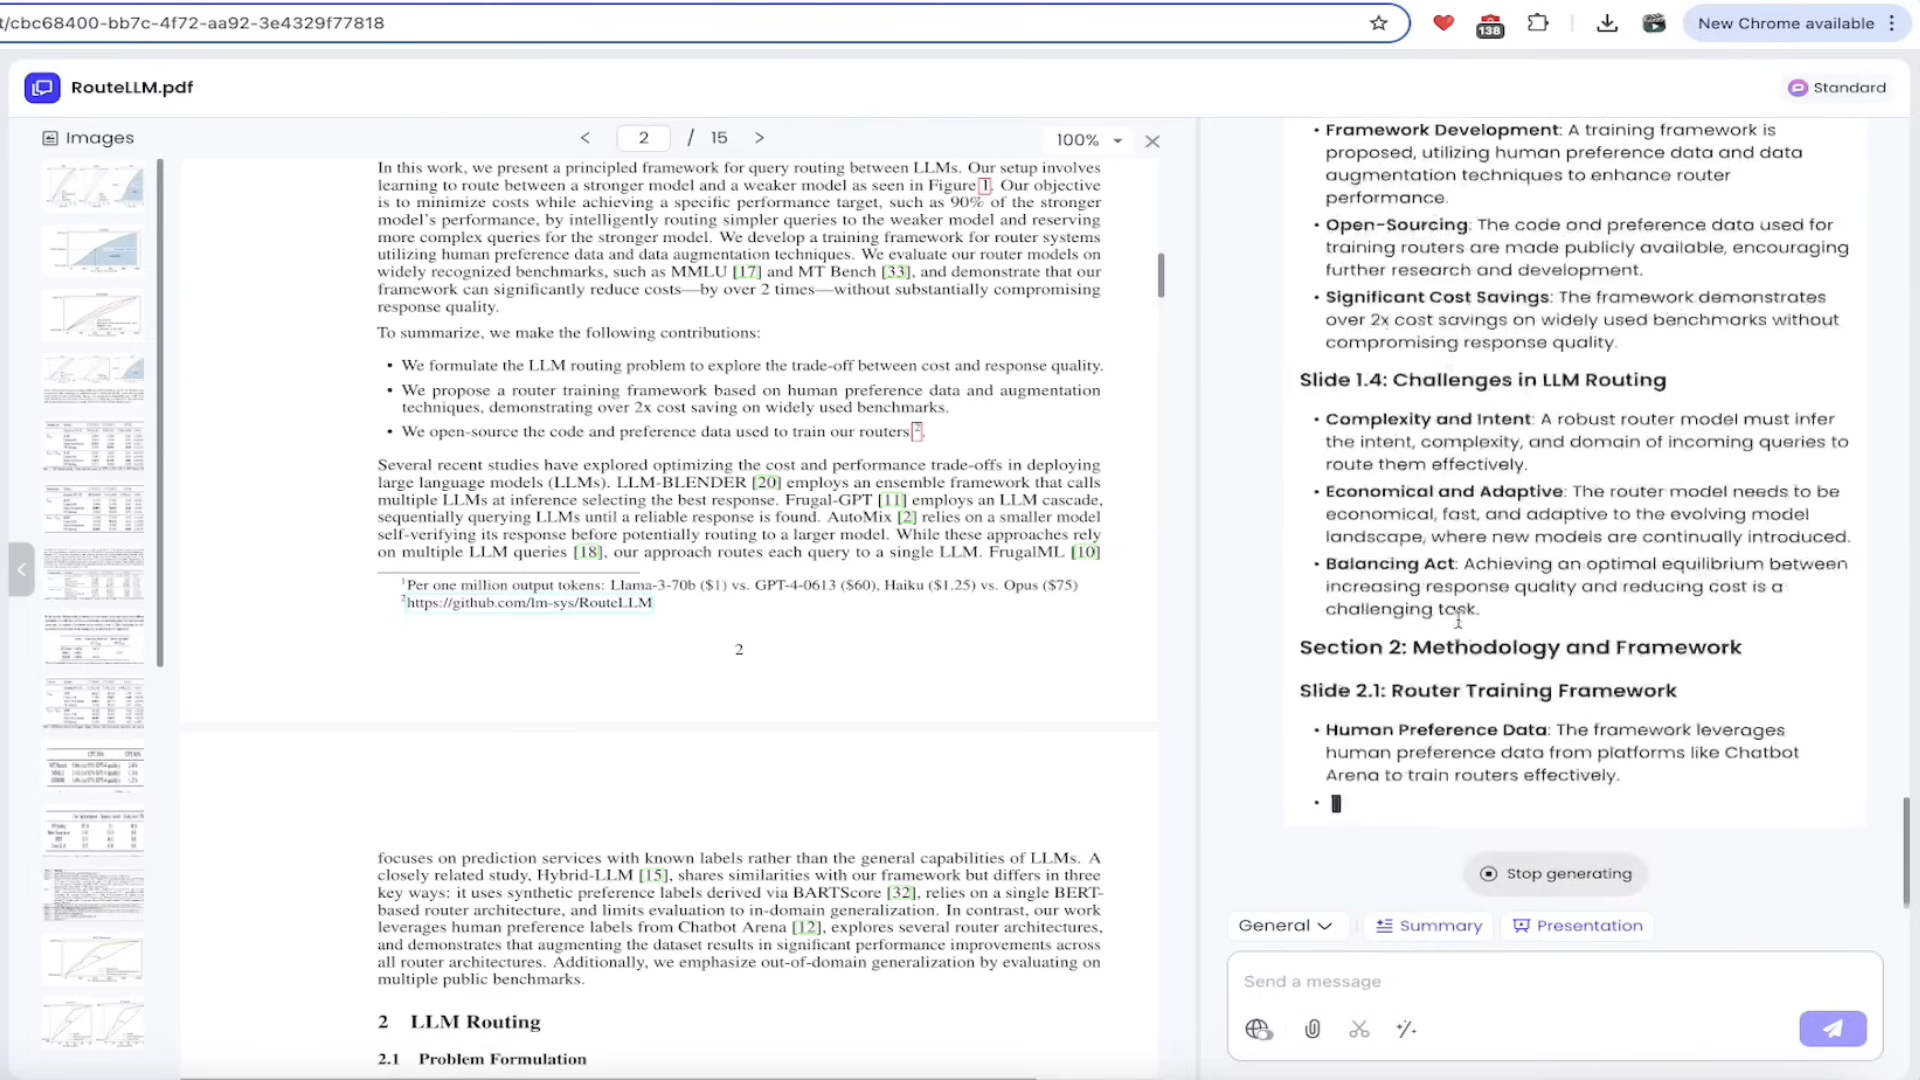 t/cbc68400-bb7c-4f72-aa92-3e4329f77818
138
New Chrome available
RouteLLM.pdf
Standard
Images
2 / 15
100%
In this work, we present a principled framework for query routing between LLMs. Our setup involves
learning to route between a stronger model and a weaker model as seen in Figure 1. Our objective
is to minimize costs while achieving a specific performance target, such as 90% of the stronger
model's performance, by intelligently routing simpler queries to the weaker model and reserving
more complex queries for the stronger model. We develop a training framework for router systems
utilizing human preference data and data augmentation techniques. We evaluate our router models on
widely recognized benchmarks, such as MMLU [17] and MT Bench [33], and demonstrate that our
framework can significantly reduce costs—by over 2 times—without substantially compromising
response quality.
To summarize, we make the following contributions:
• We formulate the LLM routing problem to explore the trade-off between cost and response quality.
• We propose a router training framework based on human preference data and augmentation
techniques, demonstrating over 2x cost saving on widely used benchmarks.
• We open-source the code and preference data used to train our routers 2.
Several recent studies have explored optimizing the cost and performance trade-offs in deploying
large language models (LLMs). LLM-BLENDER [20] employs an ensemble framework that calls
multiple LLMs at inference selecting the best response. Frugal-GPT [11] employs an LLM cascade,
sequentially querying LLMs until a reliable response is found. AutoMix [2] relies on a smaller model
self-verifying its response before potentially routing to a larger model. While these approaches rely
on multiple LLM queries [18], our approach routes each query to a single LLM. FrugalML [10]
1Per one million output tokens: Llama-3-70b ($1) vs. GPT-4-0613 ($60), Haiku ($1.25) vs. Opus ($75)
2https://github.com/lm-sys/RouteLLM
2
focuses on prediction services with known labels rather than the general capabilities of LLMs. A
closely related study, Hybrid-LLM [15], shares similarities with our framework but differs in three
key ways: it uses synthetic preference labels derived via BARTScore [32], relies on a single BERT-
based router architecture, and limits evaluation to in-domain generalization. In contrast, our work
leverages human preference labels from Chatbot Arena [12], explores several router architectures,
and demonstrates that augmenting the dataset results in significant performance improvements across
all router architectures. Additionally, we emphasize out-of-domain generalization by evaluating on
multiple public benchmarks.
2 LLM Routing
2.1 Problem Formulation
• Framework Development: A training framework is
proposed, utilizing human preference data and data
augmentation techniques to enhance router
performance.
• Open-Sourcing: The code and preference data used for
training routers are made publicly available, encouraging
further research and development.
• Significant Cost Savings: The framework demonstrates
over 2x cost savings on widely used benchmarks without
compromising response quality.
Slide 1.4: Challenges in LLM Routing
• Complexity and Intent: A robust router model must infer
the intent, complexity, and domain of incoming queries to
route them effectively.
• Economical and Adaptive: The router model needs to be
economical, fast, and adaptive to the evolving model
landscape, where new models are continually introduced.
• Balancing Act: Achieving an optimal equilibrium between
increasing response quality and reducing cost is a
challenging task.
Section 2: Methodology and Framework
Slide 2.1: Router Training Framework
• Human Preference Data: The framework leverages
human preference data from platforms like Chatbot
Arena to train routers effectively.
•
Stop generating
General
Summary
Presentation
Send a message